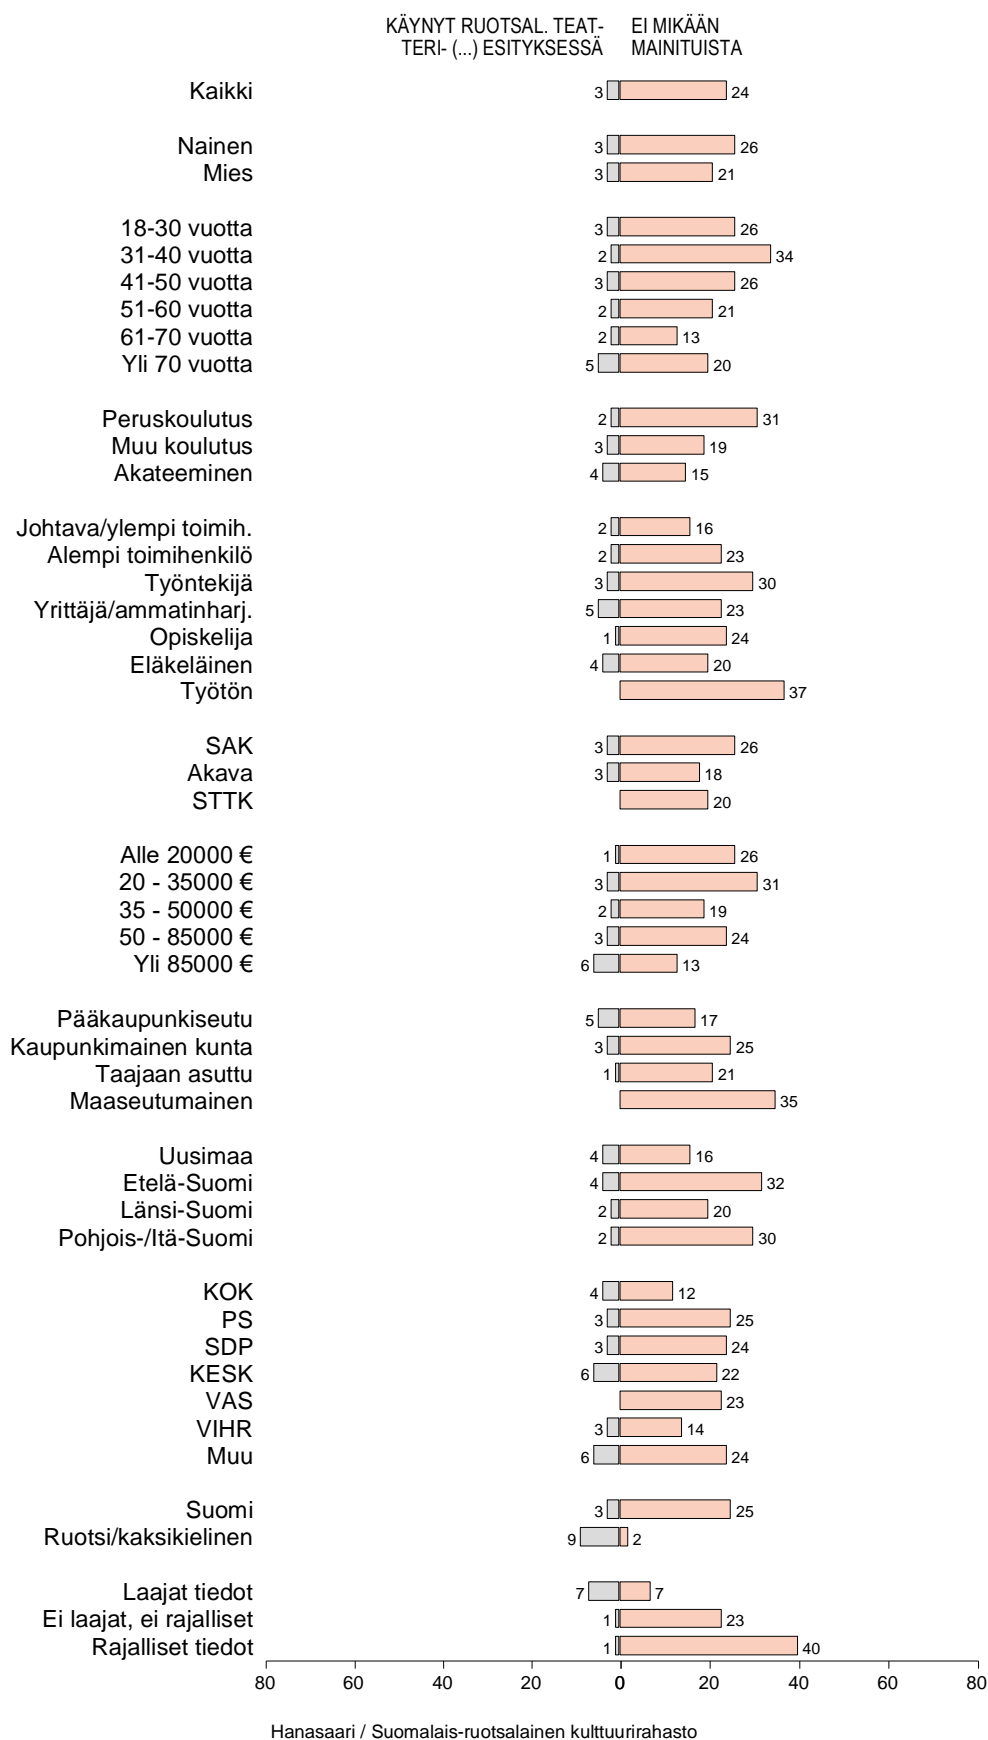 KÄYNYT RUOTSAL. TEAT- EI MIKÄÄN
TERI- (...) ESITYKSESSÄ MAINITUISTA
Kaikki 3 24
Nainen 3 26
Mies 3 21
18-30 vuotta 3 26
31-40 vuotta 2 34
41-50 vuotta 3 26
51-60 vuotta 2 21
61-70 vuotta 2 13
Yli 70 vuotta 5 20
Peruskoulutus 2 31
Muu koulutus 3 19
Akateeminen 4 15
Johtava/ylempi toimih. 2 16
Alempi toimihenkilö 2 23
Työntekijä 3 30
Yrittäjä/ammatinharj. 5 23
Opiskelija 1 24
Eläkeläinen 4 20
Työtön 37
SAK 3 26
Akava 3 18
STTK 20
Alle 20000 € 1 26
20 - 35000 € 3 31
35 - 50000 € 2 19
50 - 85000 € 3 24
Yli 85000 € 6 13
Pääkaupunkiseutu 5 17
Kaupunkimainen kunta 3 25
Taajaan asuttu 1 21
Maaseutumainen 35
Uusimaa 4 16
Etelä-Suomi 4 32
Länsi-Suomi 2 20
Pohjois-/Itä-Suomi 2 30
KOK 4 12
PS 3 25
SDP 3 24
KESK 6 22
VAS 23
VIHR 3 14
Muu 6 24
Suomi 3 25
Ruotsi/kaksikielinen 9 2
Laajat tiedot 7 7
Ei laajat, ei rajalliset 1 23
Rajalliset tiedot 1 40
80 60 40 20 0 20 40 60 80
Hanasaari / Suomalais-ruotsalainen kulttuurirahasto